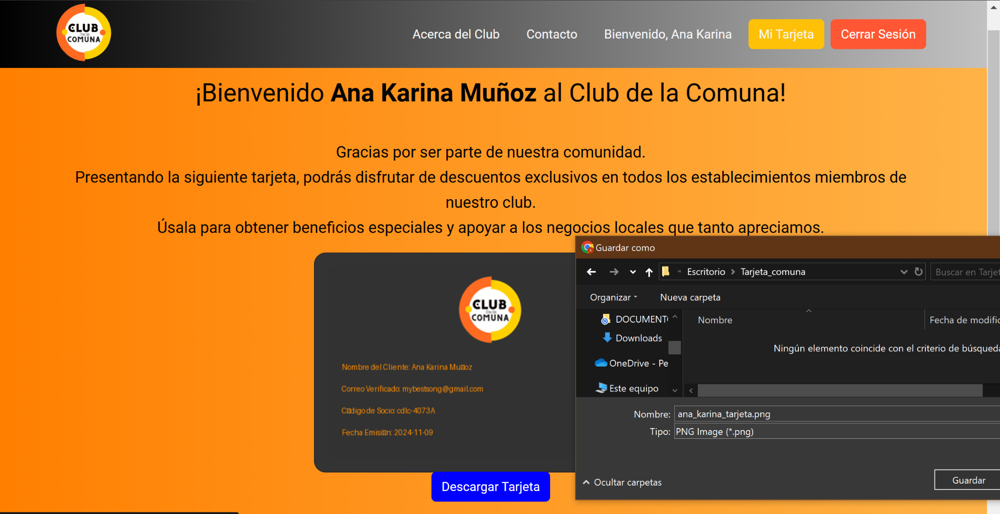 CLUB
De la
COMUNA
Acerca del Club
Contacto
Bienvenido, Ana Karina
Mi Tarjeta
Cerrar Sesión
¡Bienvenido Ana Karina Muñoz al Club de la Comuna!
Gracias por ser parte de nuestra comunidad.
Presentando la siguiente tarjeta, podrás disfrutar de descuentos exclusivos en todos los establecimientos miembros de
nuestro club.
Úsala para obtener beneficios especiales y apoyar a los negocios locales que tanto apreciamos.
CLUB
De la
COMUNA
Nombre del Cliente: Ana Karina Mu▯oz
Correo Verificado: mybestsong@gmail.com
C▯digo de Socio: cdlc-4073A
Fecha Emisi▯n: 2024-11-09
Descargar Tarjeta
Guardar como
« Escritorio > Tarjeta_comuna
Buscar en Tarjet
Organizar
Nueva carpeta
DOCUMENTO
Downloads
OneDrive - Pe
Este equipo
Nombre
Fecha de modific
Ningún elemento coincide con el criterio de búsqueda
Nombre: ana_karina_tarjeta.png
Tipo: PNG Image (*.png)
Ocultar carpetas
Guardar